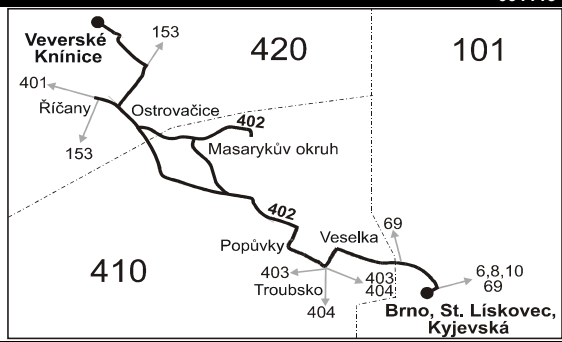 Veverské
Knínice
153
420
101
401
Říčany
Ostrovačice
402
153
Masarykův okruh
402
69
Veselka
Popůvky
410
403
403
Troubsko
404
404
6,8,10
69
Brno, St. Lískovec,
Kyjevská